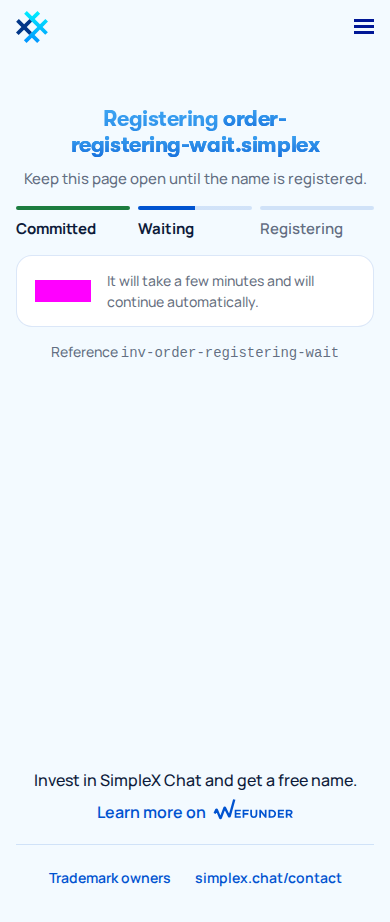 Registering order-
registering-wait.simplex
Keep this page open until the name is registered.
Committed
Waiting
Registering
It will take a few minutes and will
continue automatically.
Reference inv-order-registering-wait
Invest in SimpleX Chat and get a free name.
Learn more on WEFUNDER
Trademark owners
simplex.chat/contact